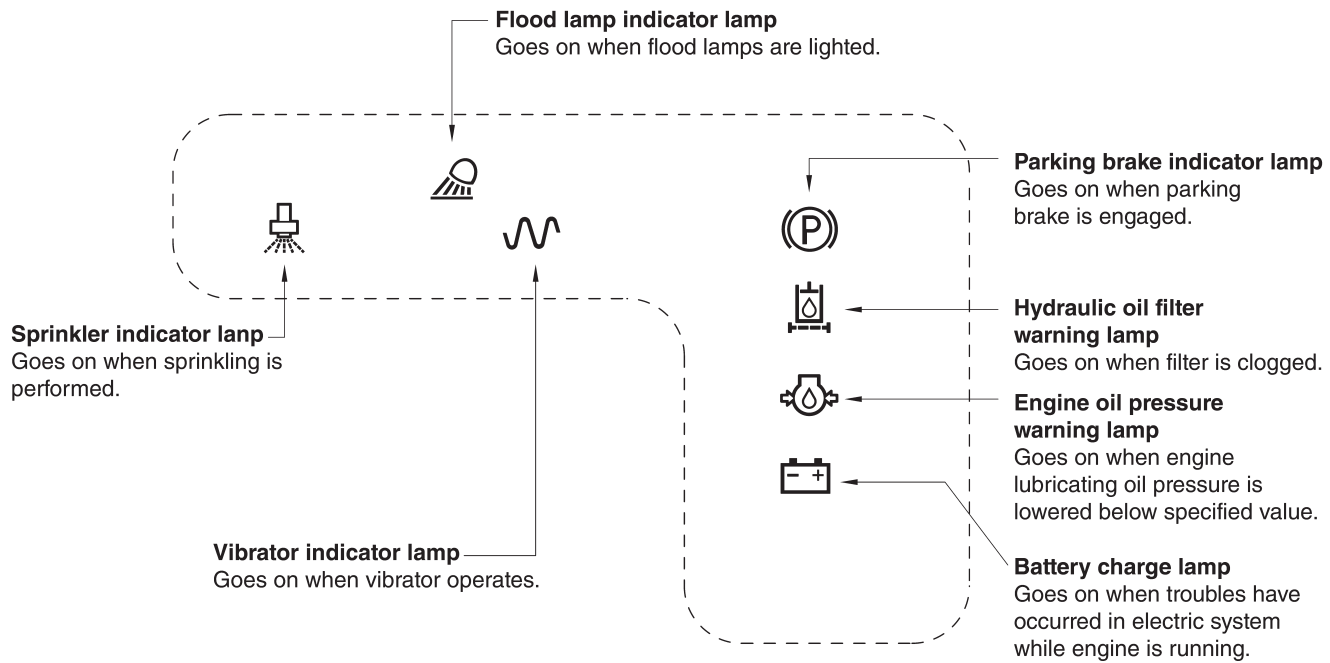 Flood lamp indicator lamp
Goes on when flood lamps are lighted.
Parking brake indicator lamp
Goes on when parking
brake is engaged.
P
Hydraulic oil filter
warning lamp
Goes on when filter is clogged.
Sprinkler indicator lanp
Goes on when sprinkling is
performed.
Engine oil pressure
warning lamp
Goes on when engine
lubricating oil pressure is
lowered below specified value.
- +
Vibrator indicator lamp
Goes on when vibrator operates.
Battery charge lamp
Goes on when troubles have
occurred in electric system
while engine is running.